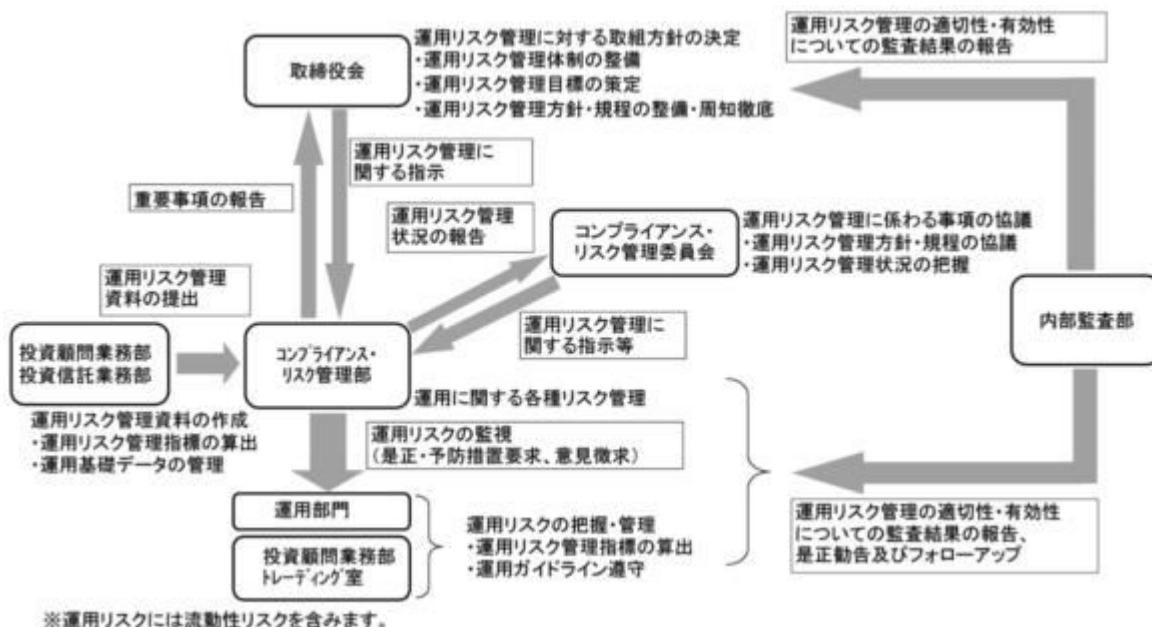 取締役会
運用リスク管理に対する取組方針の決定
・運用リスク管理体制の整備
・運用リスク管理目標の策定
・運用リスク管理方針・規程の整備・周知徹底
運用リスク管理の適切性・有効性
についての監査結果の報告
運用リスク管理に
関する指示
重要事項の報告
運用リスク管理
状況の報告
コンプライアンス・
リスク管理委員会
運用リスク管理に係わる事項の協議
・運用リスク管理方針・規程の協議
・運用リスク管理状況の把握
運用リスク管理
資料の提出
内部監査部
運用リスク管理に
関する指示等
投資顧問業務部
投資信託業務部
コンプライアンス・
リスク管理部
運用に関する各種リスク管理
運用リスク管理資料の作成
・運用リスク管理指標の算出
・運用基礎データの管理
運用リスクの監視
(是正・予防措置要求、意見徴求)
運用部門
投資顧問業務部
トレーディング室
運用リスクの把握・管理
・運用リスク管理指標の算出
・運用ガイドライン遵守
運用リスク管理の適切性・有効性
についての監査結果の報告、
是正勧告及びフォローアップ
※運用リスクには流動性リスクを含みます。